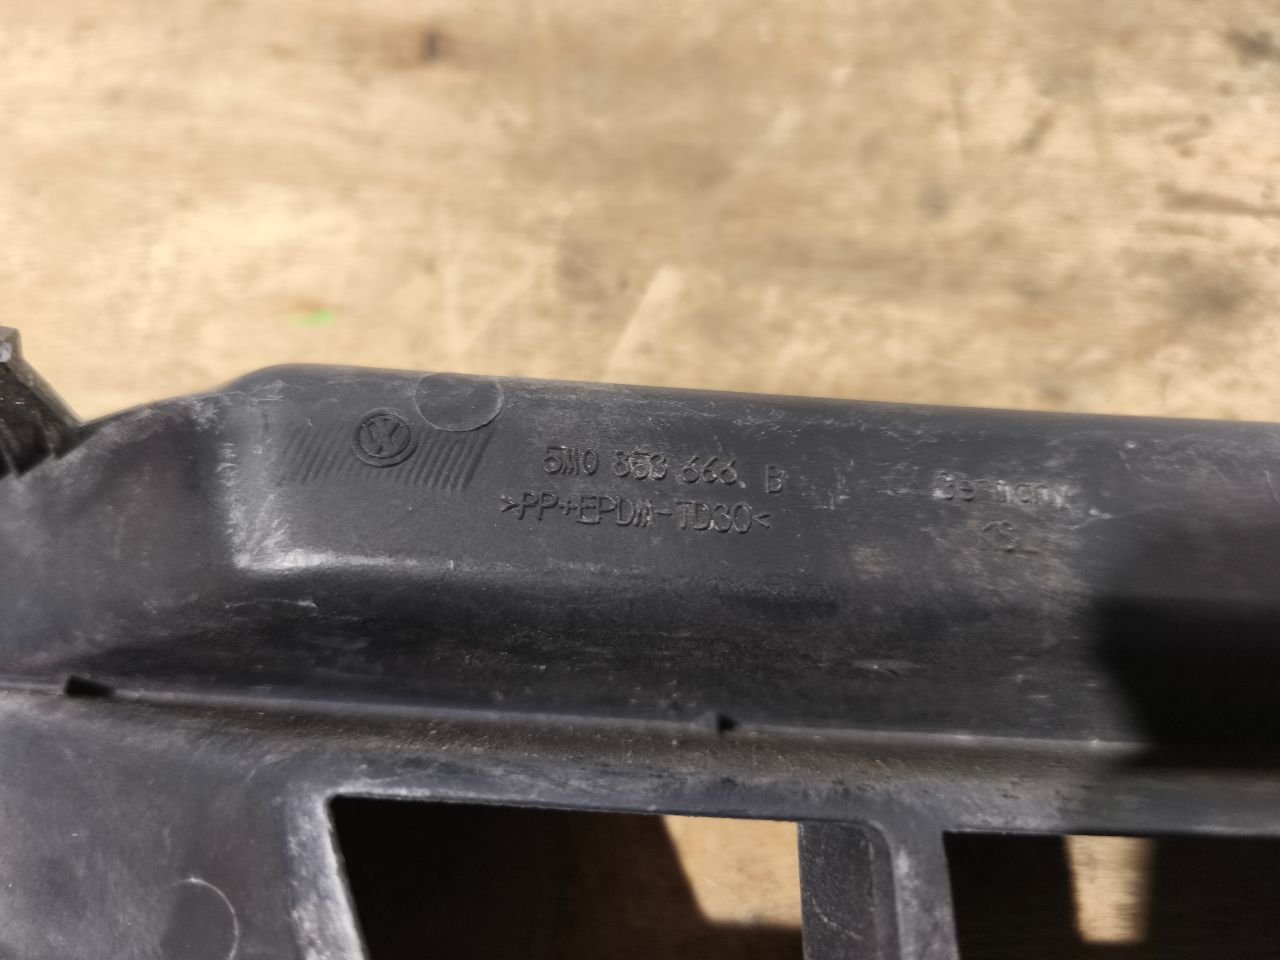 5M0 853 666 B
>PP+EPDM-TD30<
Germany